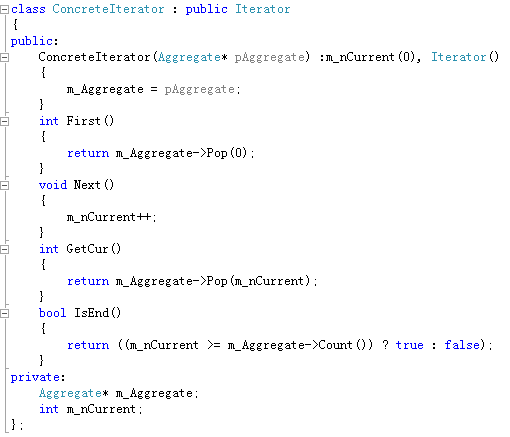 class ConcreteIterator : public Iterator
{
public:
    ConcreteIterator(Aggregate* pAggregate) :m_nCurrent(0), Iterator()
    {
        m_Aggregate = pAggregate;
    }
    int First()
    {
        return m_Aggregate->Pop(0);
    }
    void Next()
    {
        m_nCurrent++;
    }
    int GetCur()
    {
        return m_Aggregate->Pop(m_nCurrent);
    }
    bool IsEnd()
    {
        return ((m_nCurrent >= m_Aggregate->Count()) ? true : false);
    }
private:
    Aggregate* m_Aggregate;
    int m_nCurrent;
};